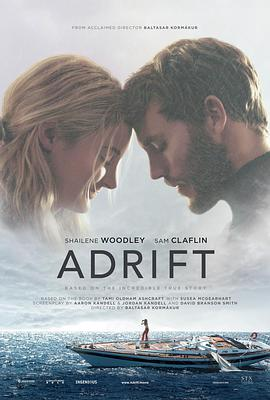 FROM ACCLAIMED DIRECTOR BALTASAR KORMÁKUR
SHAILENE WOODLEY SAM CLAFLIN
ADRIFT
BASED ON THE INCREDIBLE TRUE STORY
BASED ON THE BOOK BY TAMI OLDHAM ASHCRAFT WITH SUSEA MCGEARHART
SCREENPLAY BY AARON KANDELL & JORDAN KANDELL AND DAVID BRANSON SMITH
DIRECTED BY BALTASAR KORMÁKUR
INGENIOUS
STX